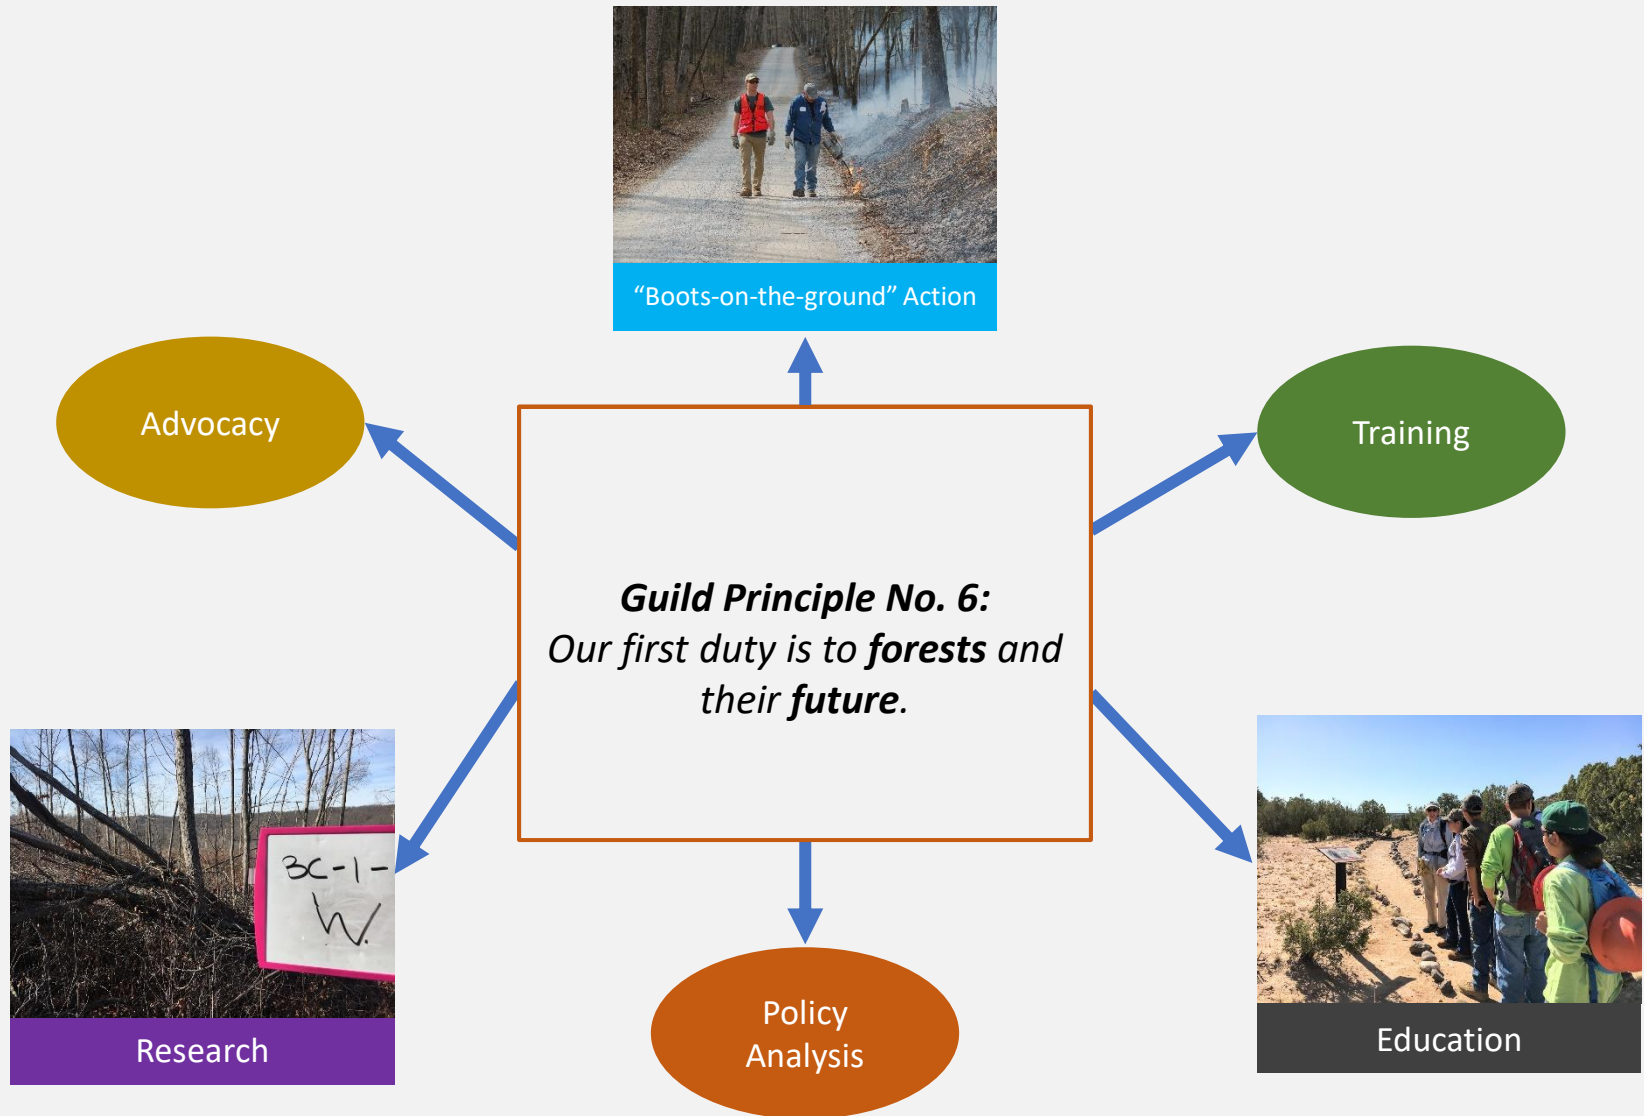 “Boots-on-the-ground” Action
Advocacy
Training
Guild Principle No. 6:
Our first duty is to forests and
their future.
3C-1-
W.
Research
Policy
Analysis
Education